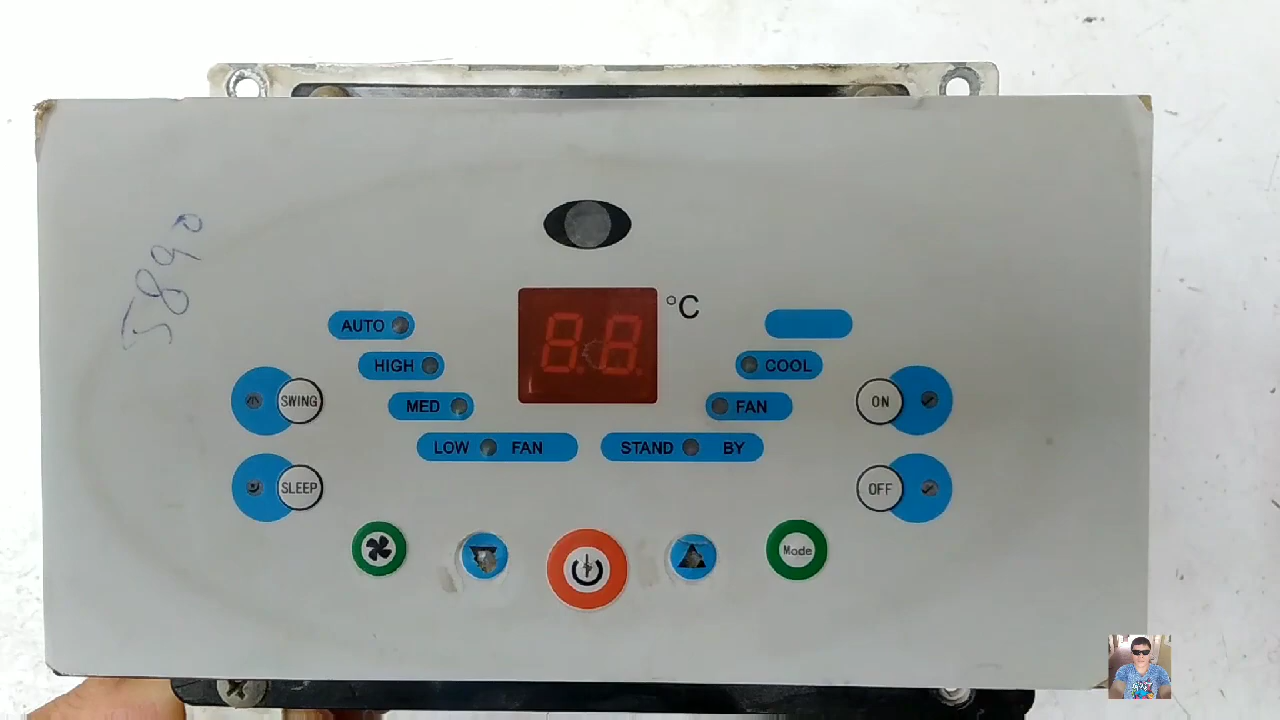 5890
°C
AUTO
HIGH
COOL
SWING
MED
FAN
ON
LOW FAN
STAND BY
SLEEP
OFF
Mode